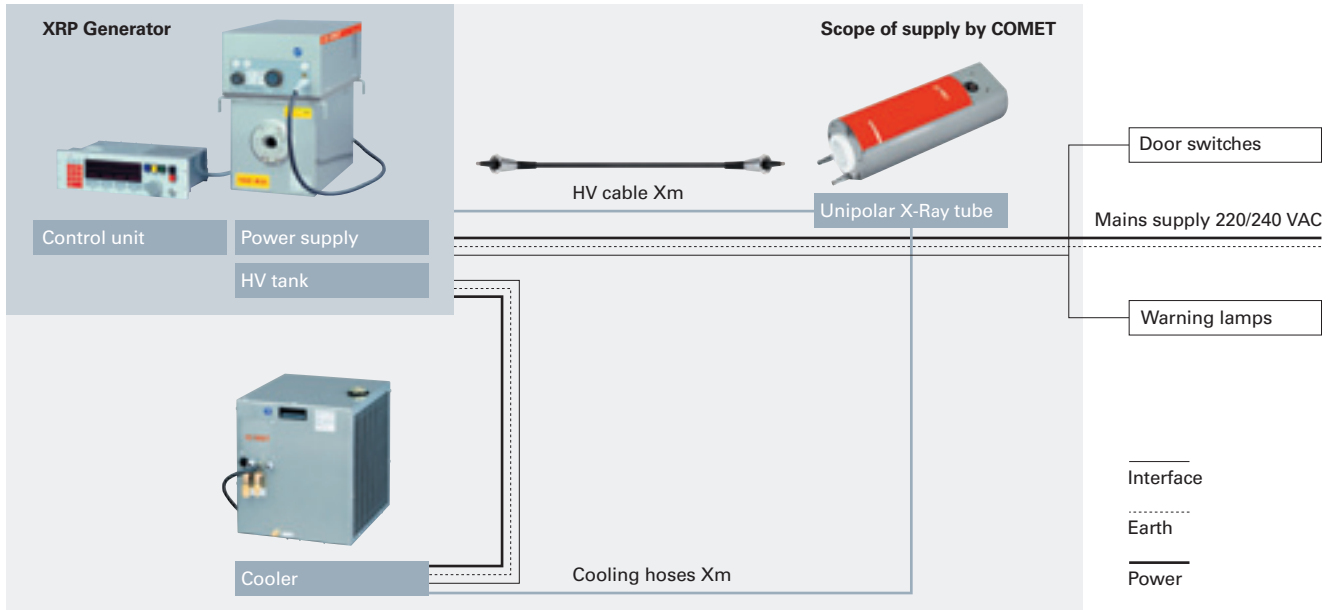 XRP Generator
Scope of supply by COMET
Door switches
HV cable Xm
Unipolar X-Ray tube
Mains supply 220/240 VAC
Control unit
Power supply
HV tank
Warning lamps
Interface
Earth
Cooler
Cooling hoses Xm
Power